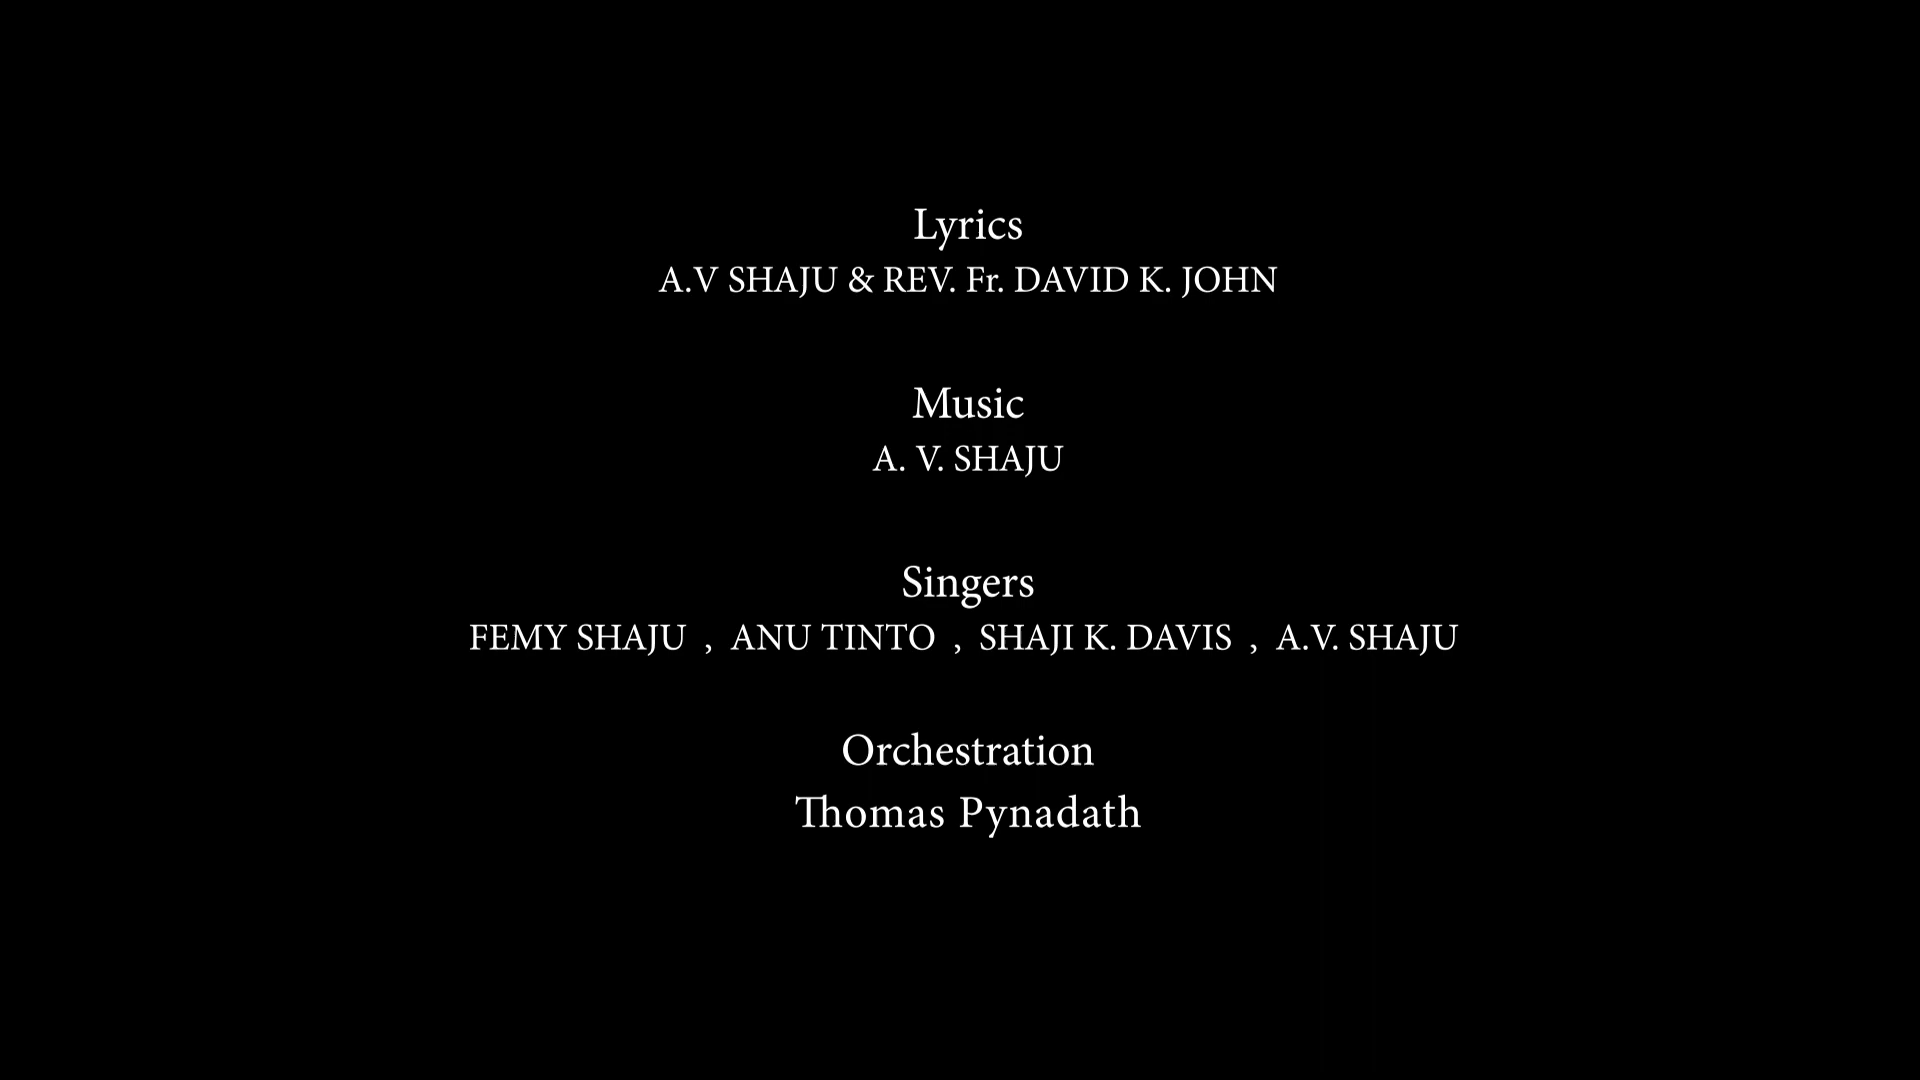 Lyrics
A.V SHAJU & REV. Fr. DAVID K. JOHN
Music
A. V. SHAJU
Singers
FEMY SHAJU , ANU TINTO , SHAJI K. DAVIS , A.V. SHAJU
Orchestration
Thomas Pynadath